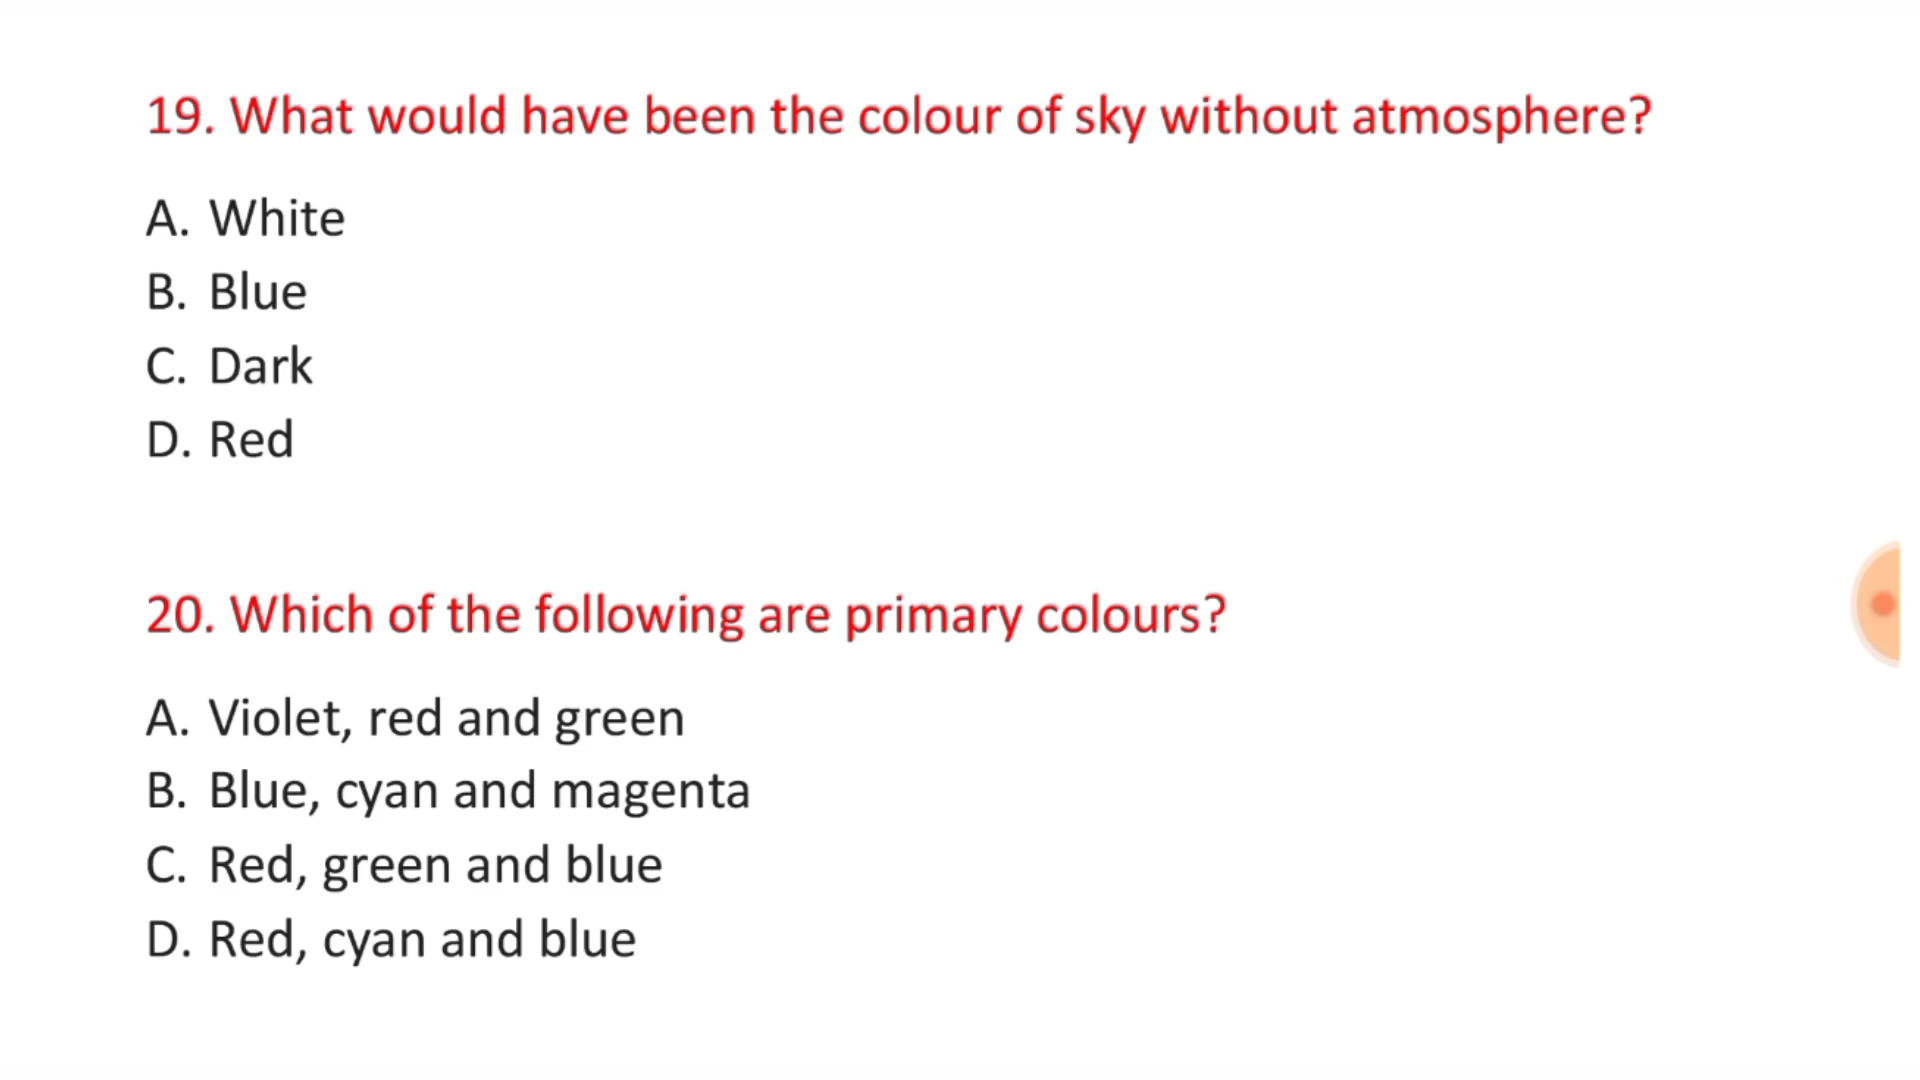 19. What would have been the colour of sky without atmosphere?
A. White
B. Blue
C. Dark
D. Red
20. Which of the following are primary colours?
A. Violet, red and green
B. Blue, cyan and magenta
C. Red, green and blue
D. Red, cyan and blue